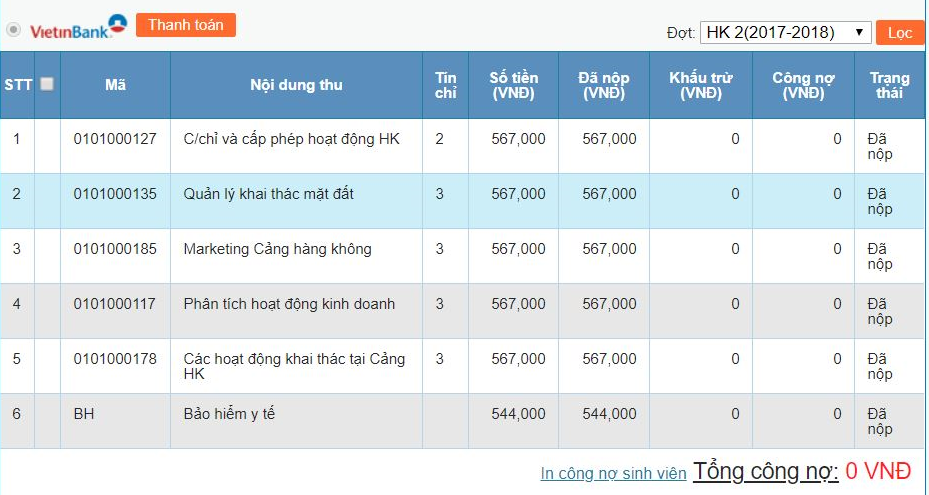 VietinBank Thanh toán
Đợt: HK 2(2017-2018) Lọc
STT Mã Nội dung thu Tín chỉ Số tiền (VNĐ) Đã nộp (VNĐ) Khấu trừ (VNĐ) Công nợ (VNĐ) Trạng thái
1 0101000127 C/chỉ và cấp phép hoạt động HK 2 567,000 567,000 0 0 Đã nộp
2 0101000135 Quản lý khai thác mặt đất 3 567,000 567,000 0 0 Đã nộp
3 0101000185 Marketing Cảng hàng không 3 567,000 567,000 0 0 Đã nộp
4 0101000117 Phân tích hoạt động kinh doanh 3 567,000 567,000 0 0 Đã nộp
5 0101000178 Các hoạt động khai thác tại Cảng HK 3 567,000 567,000 0 0 Đã nộp
6 BH Bảo hiểm y tế 544,000 544,000 0 0 Đã nộp
In công nợ sinh viên Tổng công nợ: 0 VNĐ